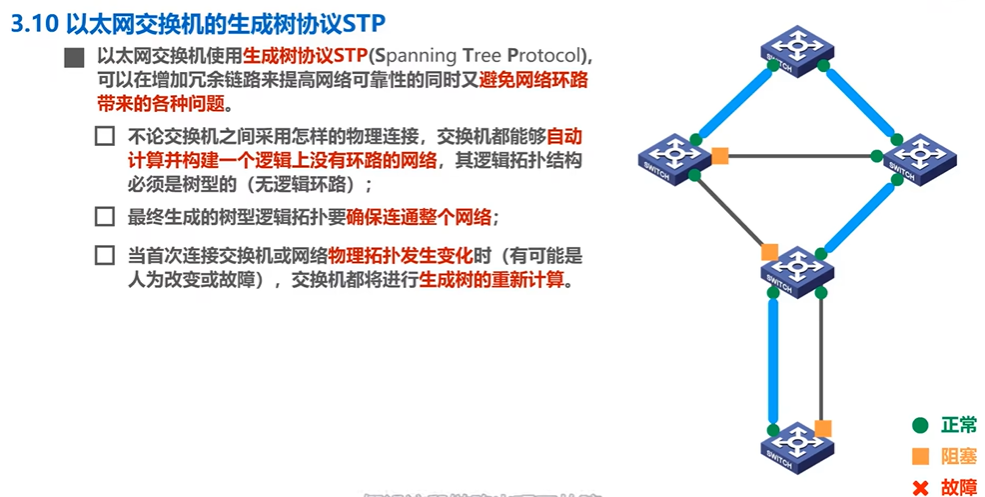 3.10 以太网交换机的生成树协议STP
以太网交换机使用生成树协议STP(Spanning Tree Protocol),
可以在增加冗余链路来提高网络可靠性的同时又避免网络环路
带来的各种问题。
不论交换机之间采用怎样的物理连接，交换机都能够自动
计算并构建一个逻辑上没有环路的网络，其逻辑拓扑结构
必须是树型的（无逻辑环路）；
最终生成的树型逻辑拓扑要确保连通整个网络；
当首次连接交换机或网络物理拓扑发生变化时（有可能是
人为改变或故障），交换机都将进行生成树的重新计算。
SWITCH
SWITCH
SWITCH
SWITCH
SWITCH
正常
阻塞
故障